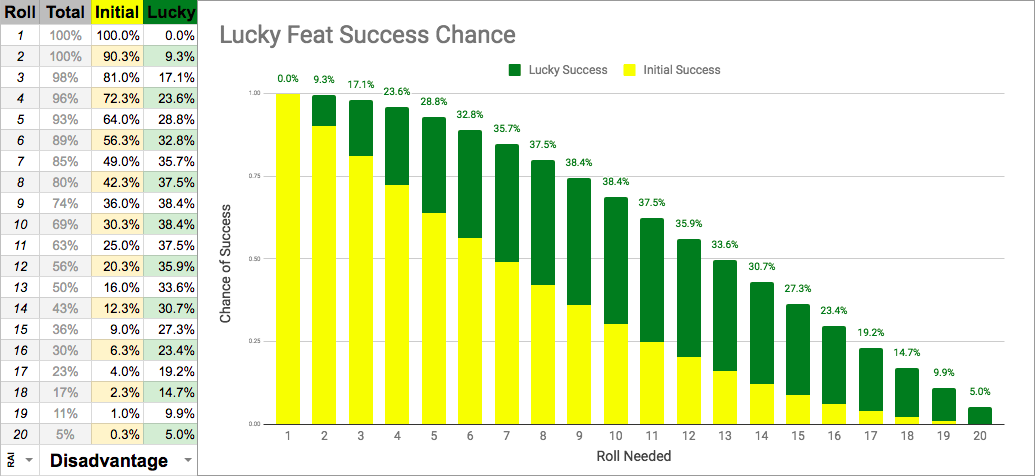 Roll Total Initial Lucky
1 100% 100.0% 0.0%
2 100% 90.3% 9.3%
3 98% 81.0% 17.1%
4 96% 72.3% 23.6%
5 93% 64.0% 28.8%
6 89% 56.3% 32.8%
7 85% 49.0% 35.7%
8 80% 42.3% 37.5%
9 74% 36.0% 38.4%
10 69% 30.3% 38.4%
11 63% 25.0% 37.5%
12 56% 20.3% 35.9%
13 50% 16.0% 33.6%
14 43% 12.3% 30.7%
15 36% 9.0% 27.3%
16 30% 6.3% 23.4%
17 23% 4.0% 19.2%
18 17% 2.3% 14.7%
19 11% 1.0% 9.9%
20 5% 0.3% 5.0%
RAI Disadvantage
Lucky Feat Success Chance
Lucky Success Initial Success
0.0% 9.3% 17.1% 23.6% 28.8% 32.8% 35.7% 37.5% 38.4% 38.4% 37.5% 35.9% 33.6% 30.7% 27.3% 23.4% 19.2% 14.7% 9.9% 5.0%
1.00
0.75
0.50
0.25
0.00
Chance of Success
1 2 3 4 5 6 7 8 9 10 11 12 13 14 15 16 17 18 19 20
Roll Needed